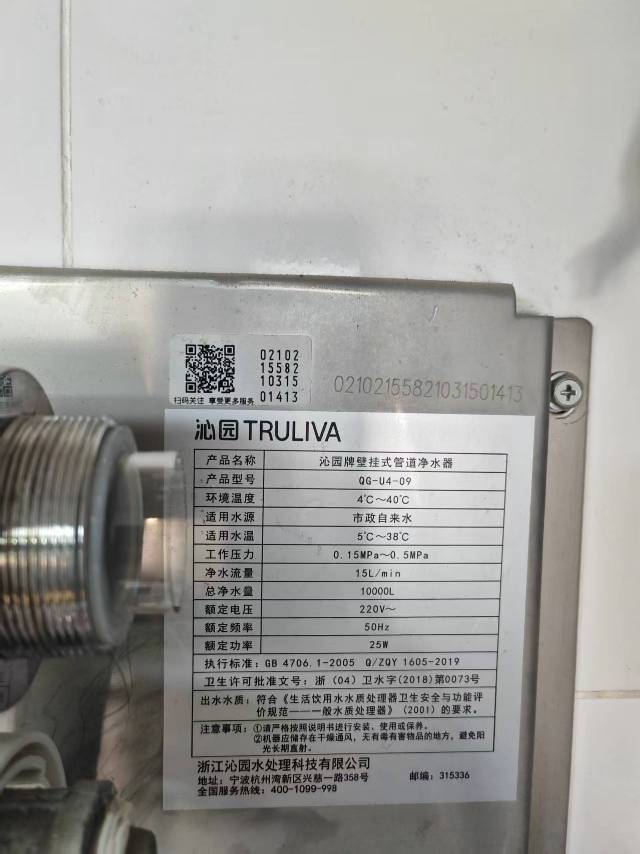 02102
15582
10315
01413
扫码关注 享受更多服务
02102155821031501413
沁园 TRULIVA
产品名称 沁园牌壁挂式管道净水器
产品型号 QG-U4-09
环境温度 4℃～40℃
适用水源 市政自来水
适用水温 5℃～38℃
工作压力 0.15MPa～0.5MPa
净水流量 15L/min
总净水量 10000L
额定电压 220V～
额定频率 50Hz
额定功率 25W
执行标准：GB 4706.1-2005 Q/ZQY 1605-2019
卫生许可批准文号：浙（04）卫水字(2018)第0073号
出水水质：符合《生活饮用水水质处理器卫生安全与功能评
价规范——一般水质处理器》（2001）的要求。
注意事项：①请严格按照说明书进行安装、使用或保养。
②机器应储存在干燥通风，无有毒有害物品的地方，避免阳
光长期直射。
浙江沁园水处理科技有限公司
地址：宁波杭州湾新区兴慈一路358号 邮编：315336
全国服务热线：400-1099-998